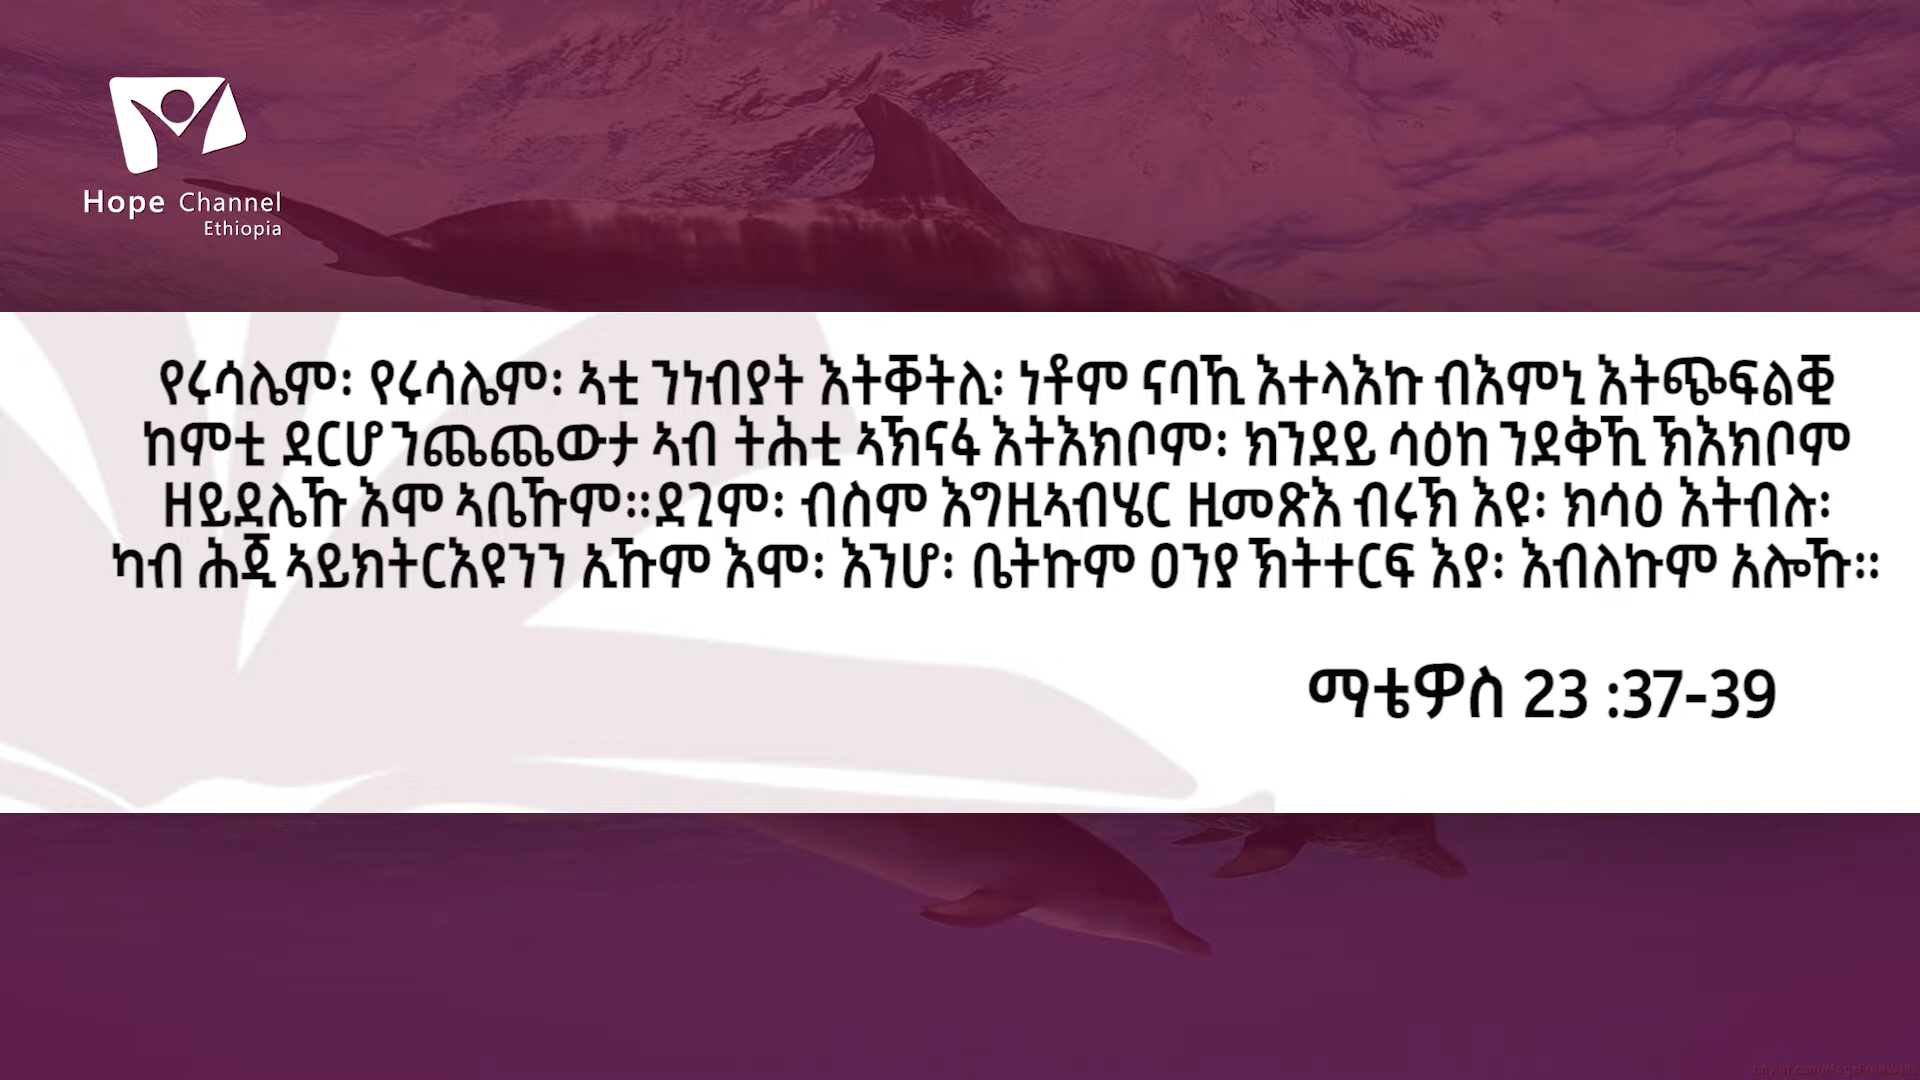 Hope Channel
Ethiopia
የሩሳሌም፡ የሩሳሌም፡ ኣቲ ንነብያት እትቐትሊ፡ ነቶም ናባኺ እተላእኩ ብእምኒ እትጭፍልቒ
ከምቲ ደርሆ ንጨጨውታ ኣብ ትሕቲ ኣኽናፋ እትእክቦም፡ ክንደይ ሳዕከ ንደቅኺ ኽእክቦም
ዘይደሌኹ እሞ ኣቤኹም።ደጊም፡ ብስም እግዚኣብሄር ዚመጽእ ብሩኽ እዩ፡ ክሳዕ እትብሉ፡
ካብ ሕጂ ኣይክትርእዩንን ኢኹም እሞ፡ እንሆ፡ ቤትኩም ዐንያ ኽትተርፍ እያ፡ እብለኩም አሎኹ።
ማቴዎስ 23 :37-39